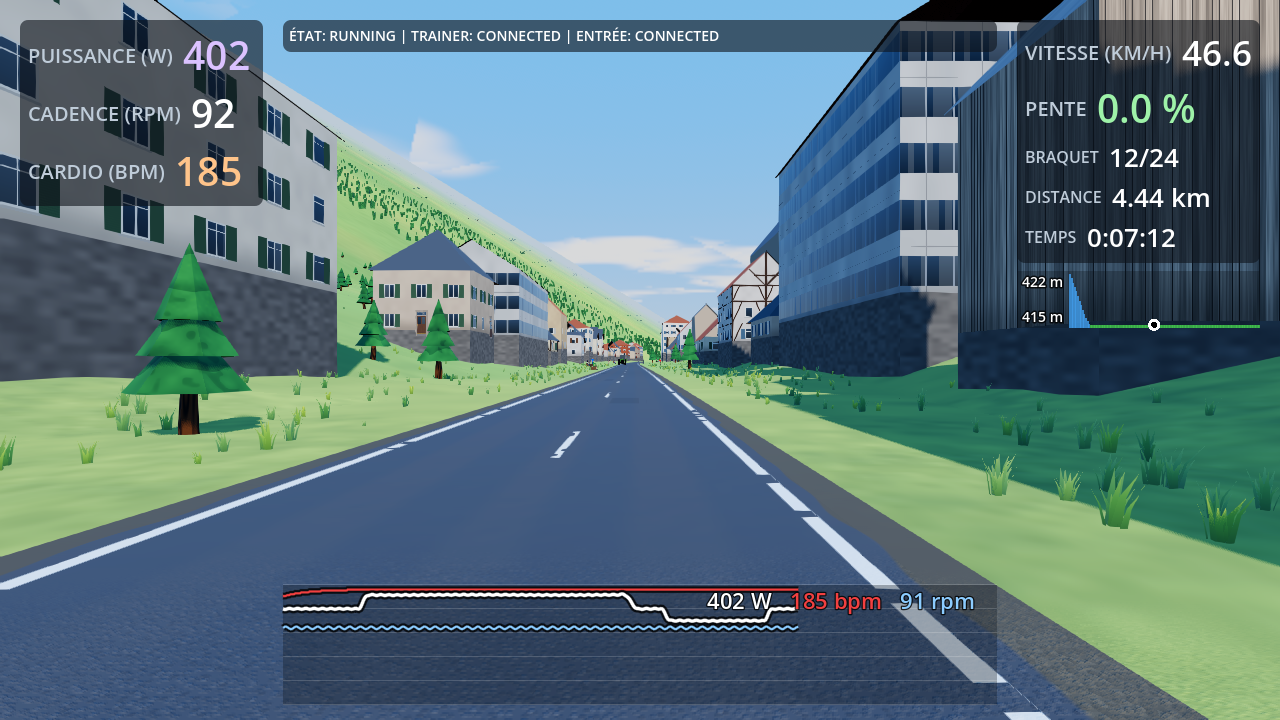 PUISSANCE (W) 402
CADENCE (RPM) 92
CARDIO (BPM) 185
ÉTAT: RUNNING | TRAINER: CONNECTED | ENTRÉE: CONNECTED
VITESSE (KM/H) 46.6
PENTE 0.0 %
BRAQUET 12/24
DISTANCE 4.44 km
TEMPS 0:07:12
422 m
415 m
402 W 185 bpm 91 rpm